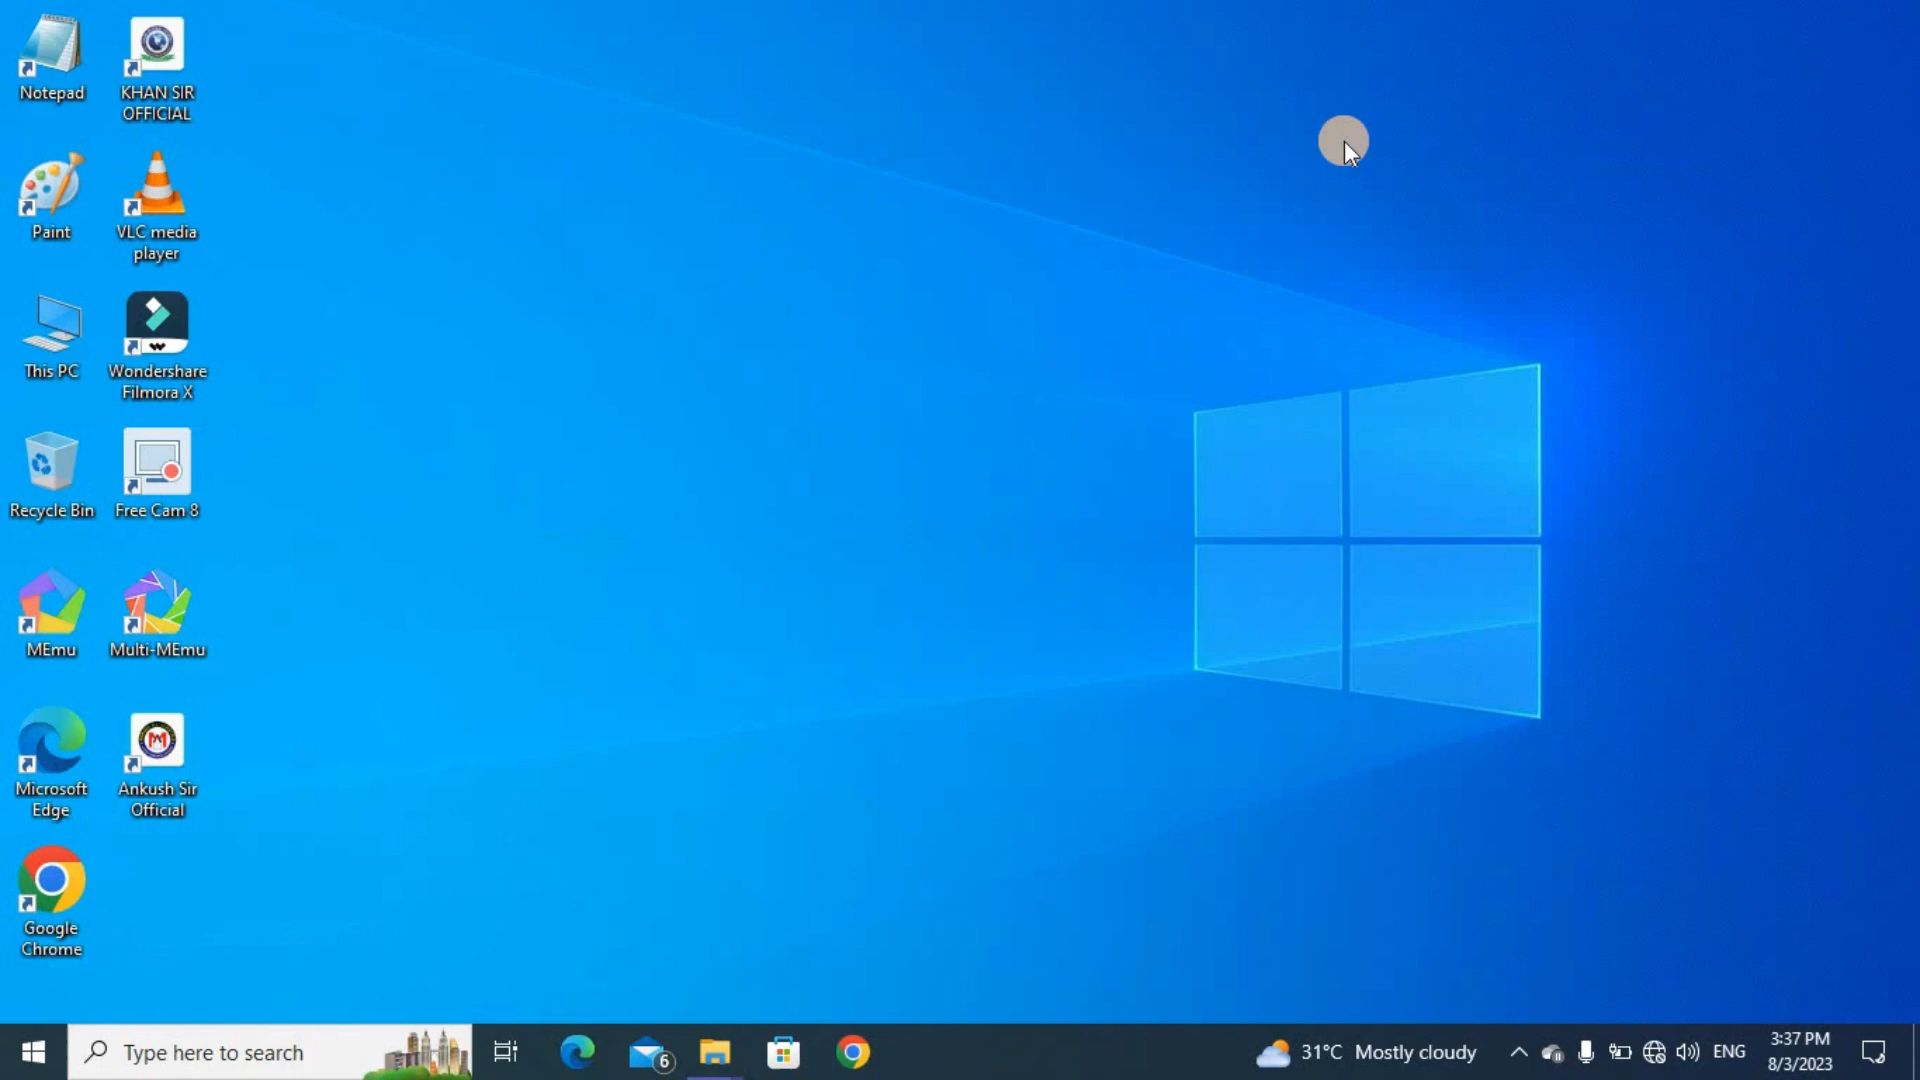 Notepad
KHAN SIR
OFFICIAL
Paint
VLC media
player
This PC
Wondershare
Filmora X
Recycle Bin
Free Cam 8
MEmu
Multi-MEmu
Microsoft
Edge
Ankush Sir
Official
Google
Chrome
Type here to search
6
31°C Mostly cloudy
ENG
3:37 PM
8/3/2023